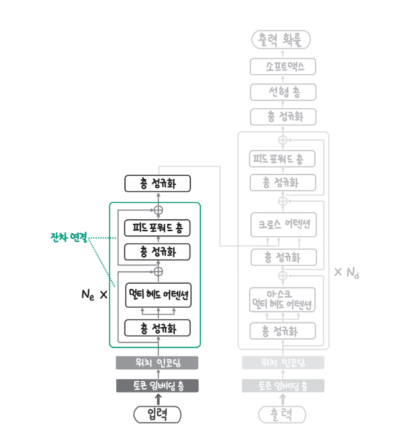 출력 확률
소프트맥스
선형 층
층 정규화
피드 포워드 층
층 정규화
크로스 어텐션
층 정규화
× Nd
마스크
멀티 헤드 어텐션
층 정규화
위치 인코딩
토큰 임베딩 층
출력
층 정규화
잔차 연결
피드 포워드 층
층 정규화
Ne ×
멀티 헤드 어텐션
층 정규화
위치 인코딩
토큰 임베딩 층
입력